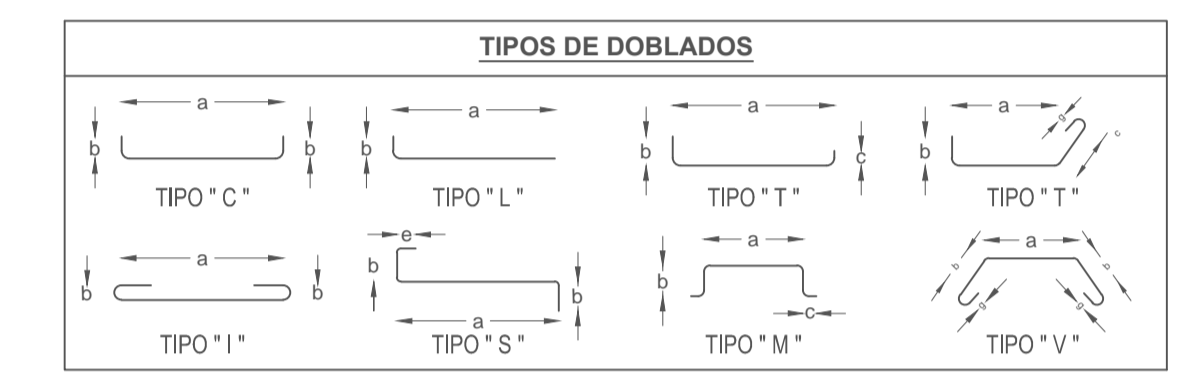 TIPOS DE DOBLADOS
a a a a g
b b b b c b c
TIPO " C " TIPO " L " TIPO " T " TIPO " T "
e
a b a b a b
b b b b c g g
a
TIPO " I " TIPO " S " TIPO " M " TIPO " V "